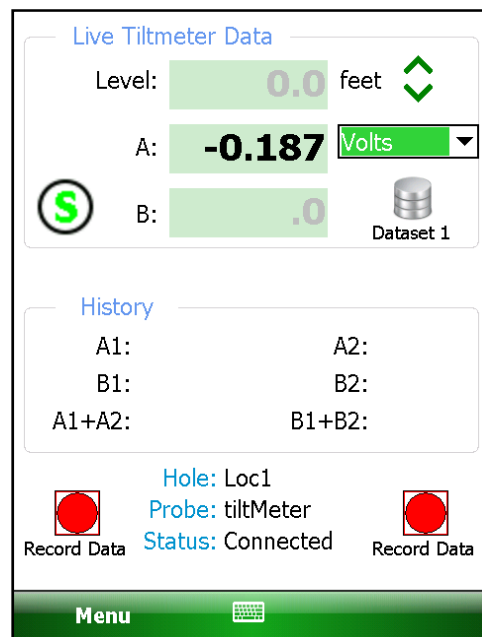 Live Tiltmeter Data
Level: 0.0 feet
A: -0.187 Volts
S
B: .0
Dataset 1
History
A1: A2:
B1: B2:
A1+A2: B1+B2:
Hole: Loc1
Probe: tiltMeter
Status: Connected
Record Data Record Data
Menu